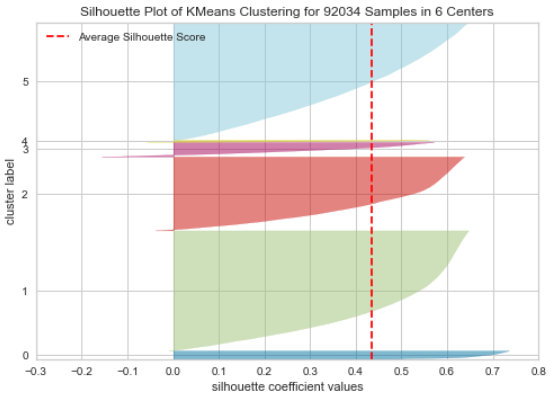 Silhouette Plot of KMeans Clustering for 92034 Samples in 6 Centers
Average Silhouette Score
cluster label
5
4
3
2
1
0
−0.3 −0.2 −0.1 0.0 0.1 0.2 0.3 0.4 0.5 0.6 0.7 0.8
silhouette coefficient values